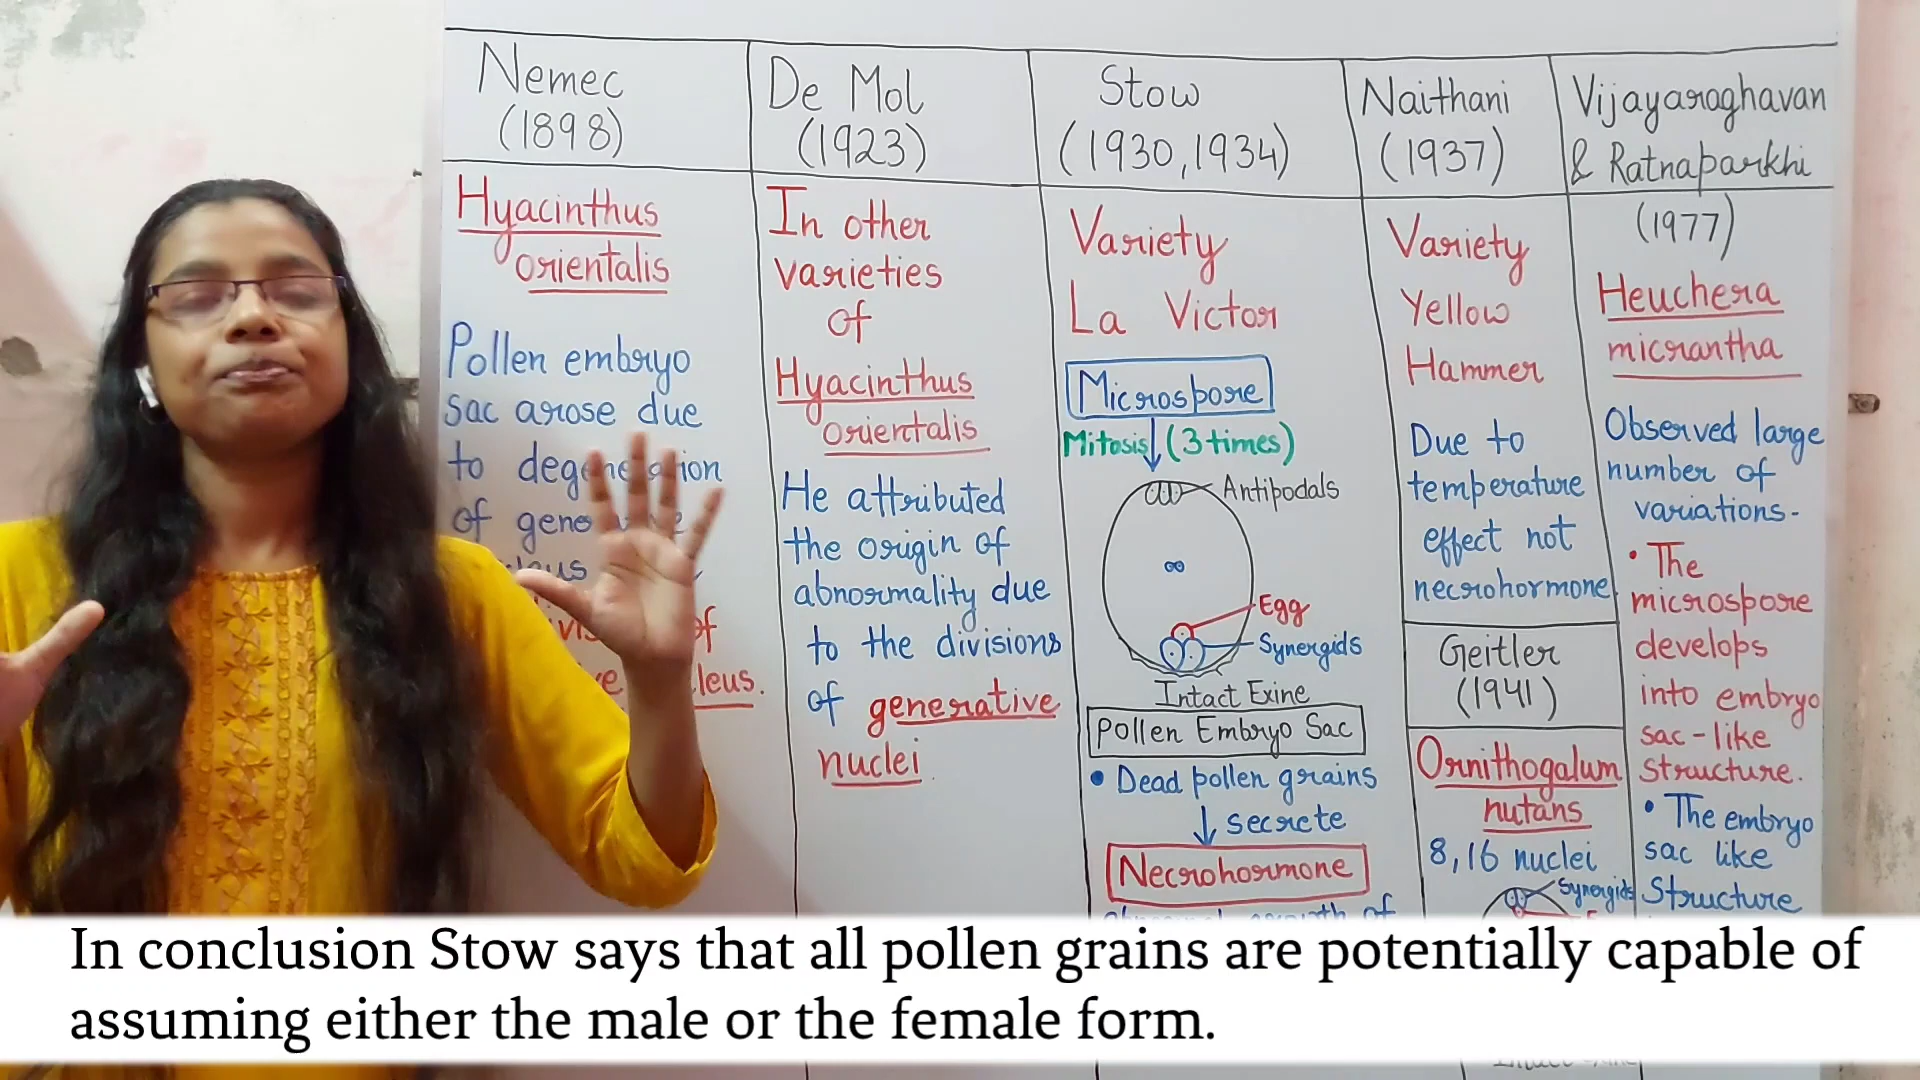 Nemec
(1898)
Hyacinthus
orientalis
Pollen embryo
sac arose due
to
of
of
leus.
De Mol
(1923)
In other
varieties
of
Hyacinthus
orientalis
He attributed
the origin of
abnormality due
to the divisions
of generative
nuclei
Stow
(1930,1934)
Variety
La Victor
Microspore
Mitosis (3 times)
Antipodals
Egg
Synergids
Intact Exine
Pollen Embryo Sac
• Dead pollen grains
secrete
Necrohormone
Naithani
(1937)
Variety
Yellow
Hammer
Due to
temperature
effect not
necrohormone
Geitler
(1941)
Ornithogalum
nutans
8,16 nuclei
Synergids
Vijayaraghavan
& Ratnaparkhi
(1977)
Heuchera
micrantha
Observed large
number of
variations-
• The
microspore
develops
into embryo
sac-like
structure.
• The embryo
sac like
Structure
In conclusion Stow says that all pollen grains are potentially capable of
assuming either the male or the female form.